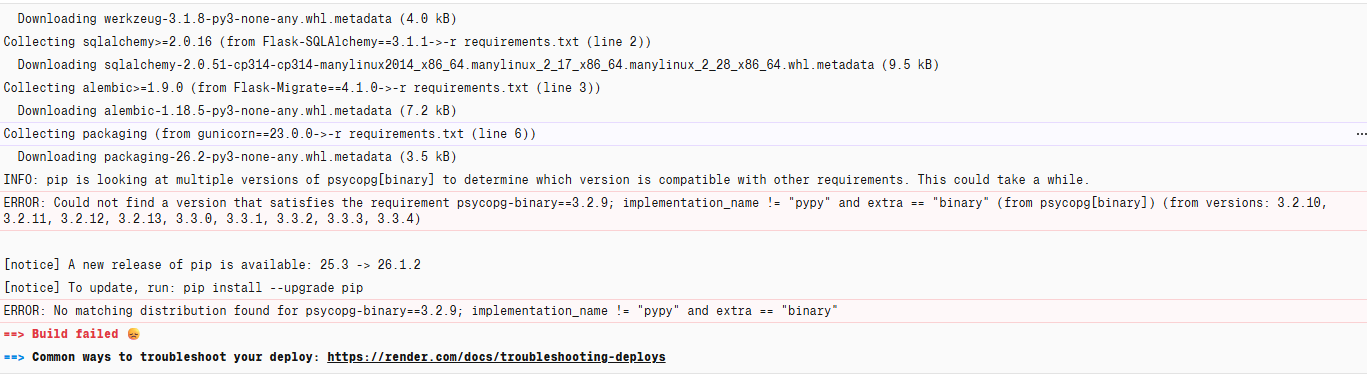 Downloading werkzeug-3.1.8-py3-none-any.whl.metadata (4.0 kB)
Collecting sqlalchemy>=2.0.16 (from Flask-SQLAlchemy==3.1.1->-r requirements.txt (line 2))
Downloading sqlalchemy-2.0.51-cp314-cp314-manylinux2014_x86_64.manylinux_2_17_x86_64.manylinux_2_28_x86_64.whl.metadata (9.5 kB)
Collecting alembic>=1.9.0 (from Flask-Migrate==4.1.0->-r requirements.txt (line 3))
Downloading alembic-1.18.5-py3-none-any.whl.metadata (7.2 kB)
Collecting packaging (from gunicorn==23.0.0->-r requirements.txt (line 6))
Downloading packaging-26.2-py3-none-any.whl.metadata (3.5 kB)
INFO: pip is looking at multiple versions of psycopg[binary] to determine which version is compatible with other requirements. This could take a while.
ERROR: Could not find a version that satisfies the requirement psycopg-binary==3.2.9; implementation_name != "pypy" and extra == "binary" (from psycopg[binary]) (from versions: 3.2.10,
3.2.11, 3.2.12, 3.2.13, 3.3.0, 3.3.1, 3.3.2, 3.3.3, 3.3.4)
[notice] A new release of pip is available: 25.3 -> 26.1.2
[notice] To update, run: pip install --upgrade pip
ERROR: No matching distribution found for psycopg-binary==3.2.9; implementation_name != "pypy" and extra == "binary"
==> Build failed 😞
==> Common ways to troubleshoot your deploy: https://render.com/docs/troubleshooting-deploys